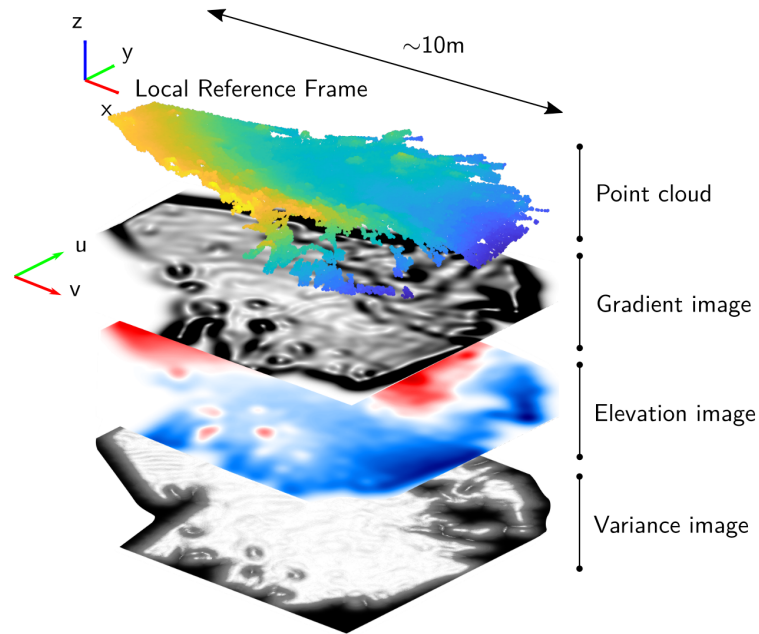 z
~10m
y
Local Reference Frame
x
Point cloud
u
Gradient image
v
Elevation image
Variance image